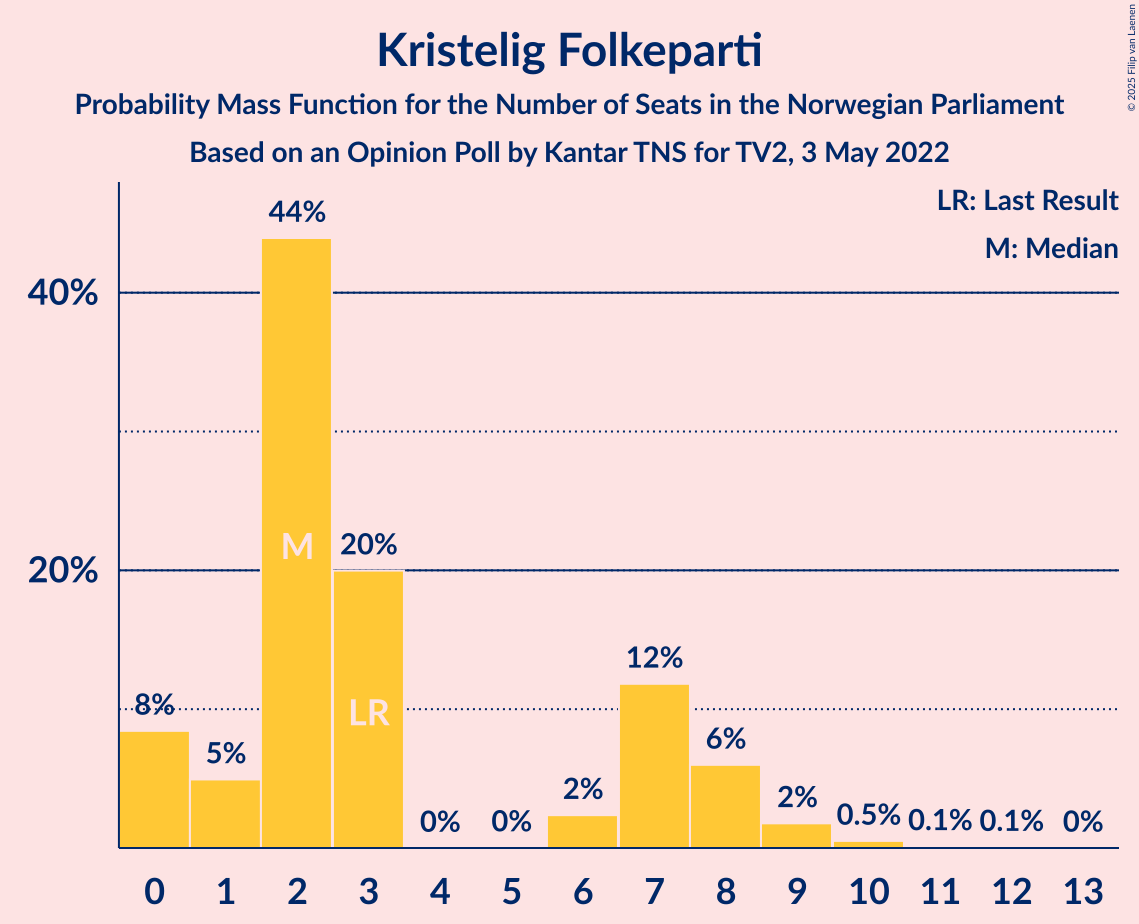 Kristelig Folkeparti
Probability Mass Function for the Number of Seats in the Norwegian Parliament
Based on an Opinion Poll by Kantar TNS for TV2, 3 May 2022
© 2025 Filip van Laenen
LR: Last Result
M: Median
44%
40%
M
20%
20%
12%
LR
8%
5%
6%
2%
2%
0%
0%
0.5%
0.1%
0.1%
0%
0 1 2 3 4 5 6 7 8 9 10 11 12 13